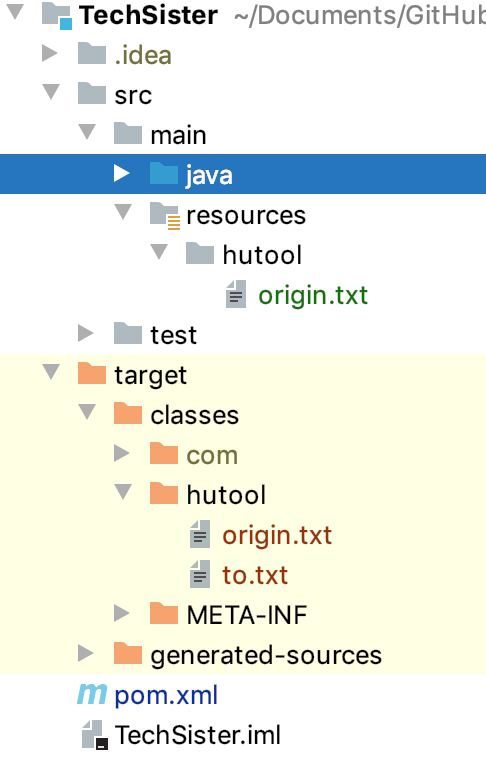 TechSister ~/Documents/GitHub
.idea
src
main
java
resources
hutool
origin.txt
test
target
classes
com
hutool
origin.txt
to.txt
META-INF
generated-sources
pom.xml
TechSister.iml